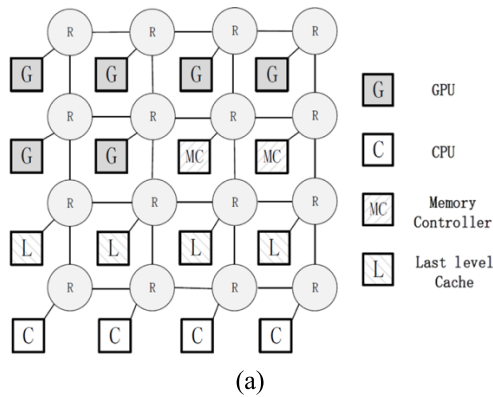 R R R R
G G G G
R R R R
G G MC MC
R R R R
L L L L
R R R R
C C C C
G GPU
C CPU
MC Memory
Controller
L Last level
Cache
(a)